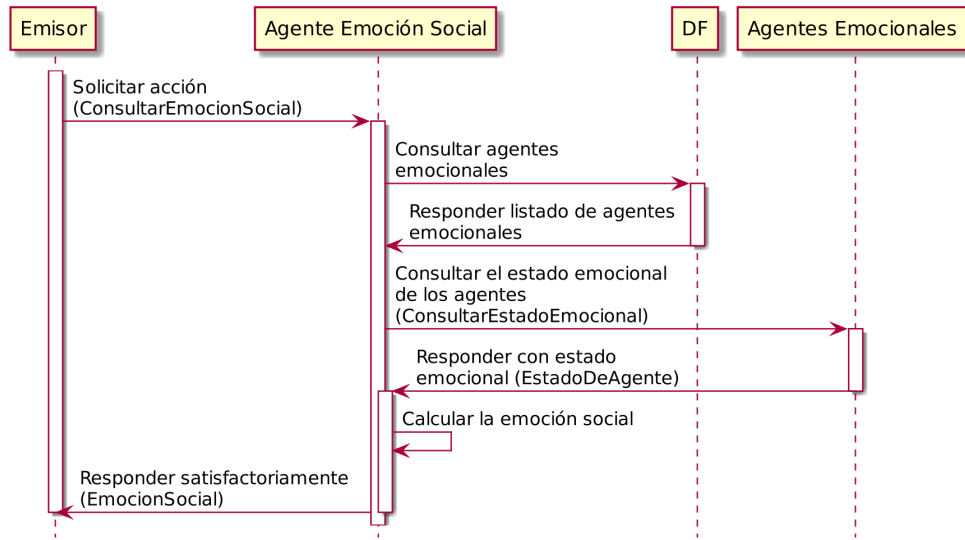 Emisor
Agente Emoción Social
DF
Agentes Emocionales
Solicitar acción
(ConsultarEmocionSocial)
Consultar agentes
emocionales
Responder listado de agentes
emocionales
Consultar el estado emocional
de los agentes
(ConsultarEstadoEmocional)
Responder con estado
emocional (EstadoDeAgente)
Calcular la emoción social
Responder satisfactoriamente
(EmocionSocial)